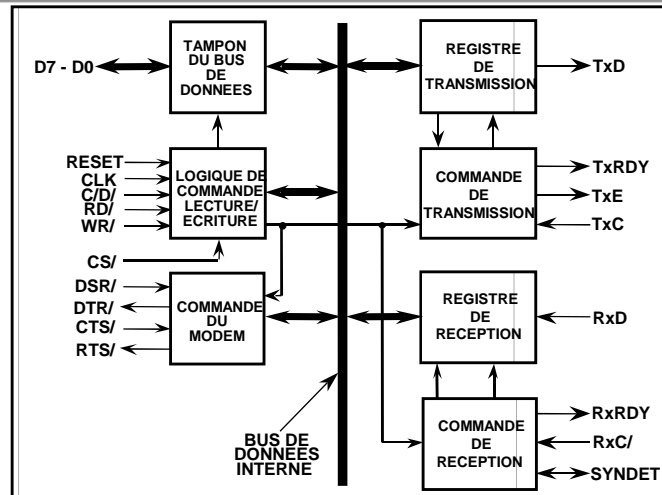 D7 - D0
TAMPON
DU BUS
DE
DONNEES
REGISTRE
DE
TRANSMISSION
TxD
RESET
CLK
C/D/
RD/
WR/
CS/
LOGIQUE DE
COMMANDE
LECTURE/
ECRITURE
COMMANDE
DE
TRANSMISSION
TxRDY
TxE
TxC
DSR/
DTR/
CTS/
RTS/
COMMANDE
DU
MODEM
REGISTRE
DE
RECEPTION
RxD
BUS DE
DONNÉES
INTERNE
COMMANDE
DE
RECEPTION
RxRDY
RxC/
SYNDET